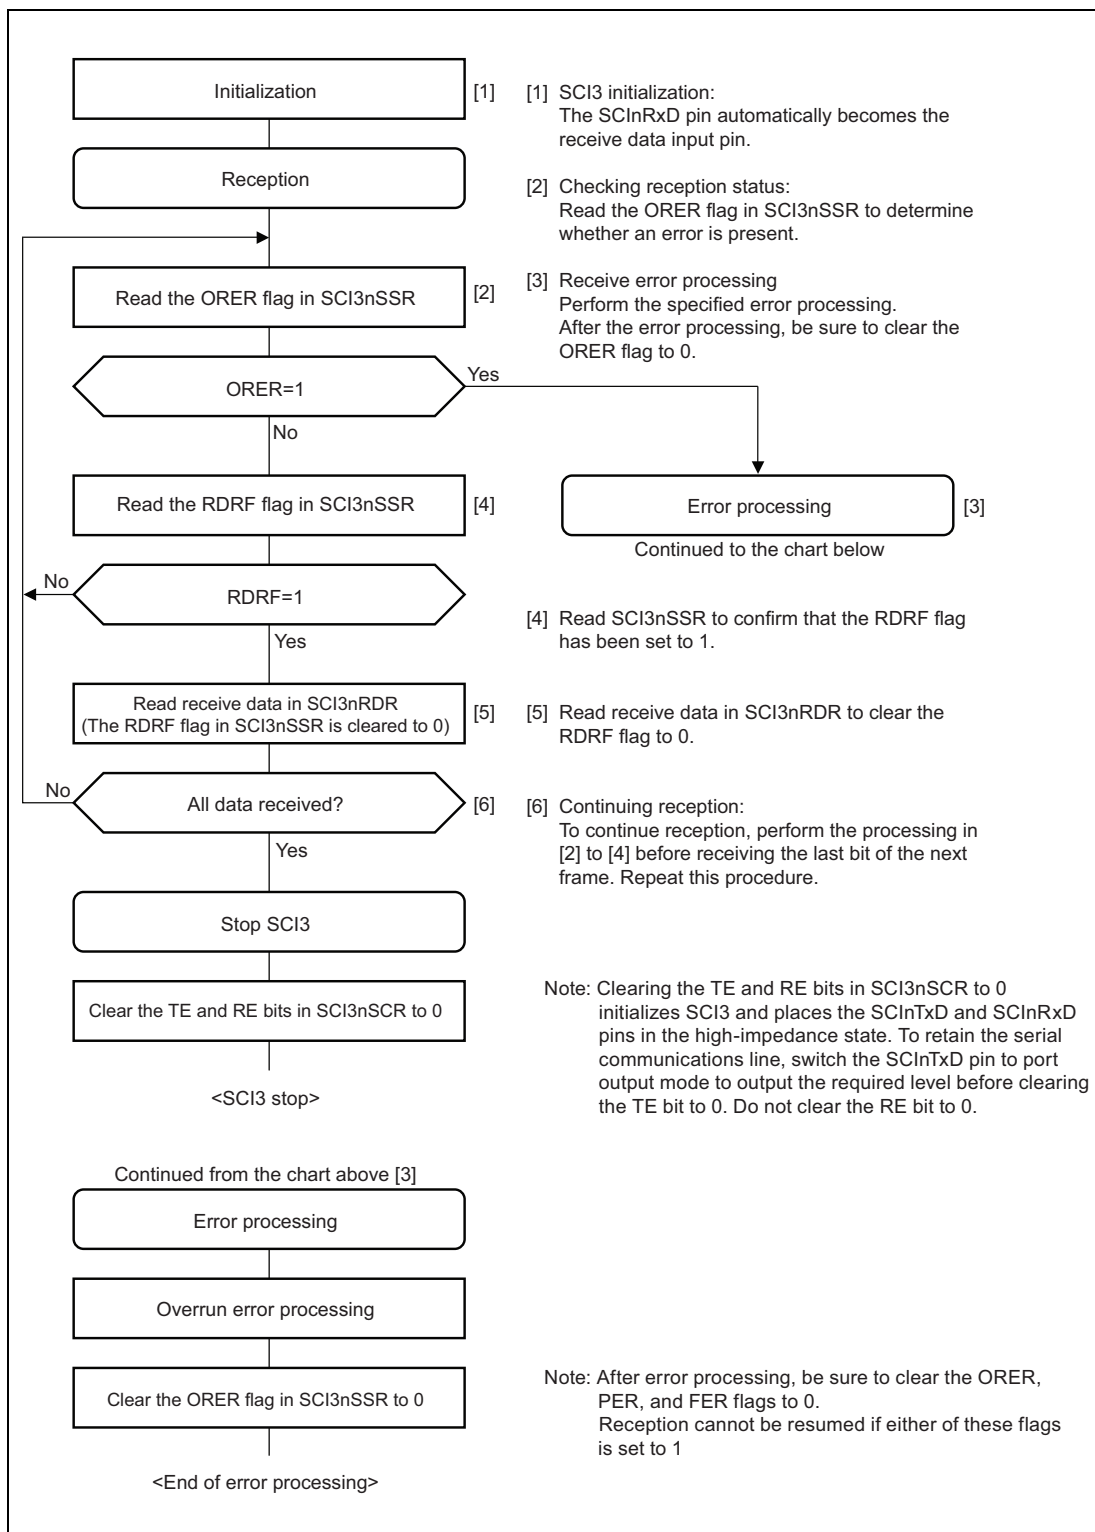 Initialization
[1]
[1] SCI3 initialization:
The SCInRxD pin automatically becomes the
receive data input pin.
Reception
[2] Checking reception status:
Read the ORER flag in SCI3nSSR to determine
whether an error is present.
Read the ORER flag in SCI3nSSR
[2]
[3] Receive error processing
Perform the specified error processing.
After the error processing, be sure to clear the
ORER flag to 0.
ORER=1
Yes
No
Read the RDRF flag in SCI3nSSR
[4]
Error processing
[3]
Continued to the chart below
No
RDRF=1
Yes
[4] Read SCI3nSSR to confirm that the RDRF flag
has been set to 1.
Read receive data in SCI3nRDR
(The RDRF flag in SCI3nSSR is cleared to 0)
[5]
[5] Read receive data in SCI3nRDR to clear the
RDRF flag to 0.
No
All data received?
[6]
Yes
[6] Continuing reception:
To continue reception, perform the processing in
[2] to [4] before receiving the last bit of the next
frame. Repeat this procedure.
Stop SCI3
Clear the TE and RE bits in SCI3nSCR to 0
Note: Clearing the TE and RE bits in SCI3nSCR to 0
initializes SCI3 and places the SCInTxD and SCInRxD
pins in the high-impedance state. To retain the serial
communications line, switch the SCInTxD pin to port
output mode to output the required level before clearing
the TE bit to 0. Do not clear the RE bit to 0.
<SCI3 stop>
Continued from the chart above [3]
Error processing
Overrun error processing
Clear the ORER flag in SCI3nSSR to 0
Note: After error processing, be sure to clear the ORER,
PER, and FER flags to 0.
Reception cannot be resumed if either of these flags
is set to 1
<End of error processing>